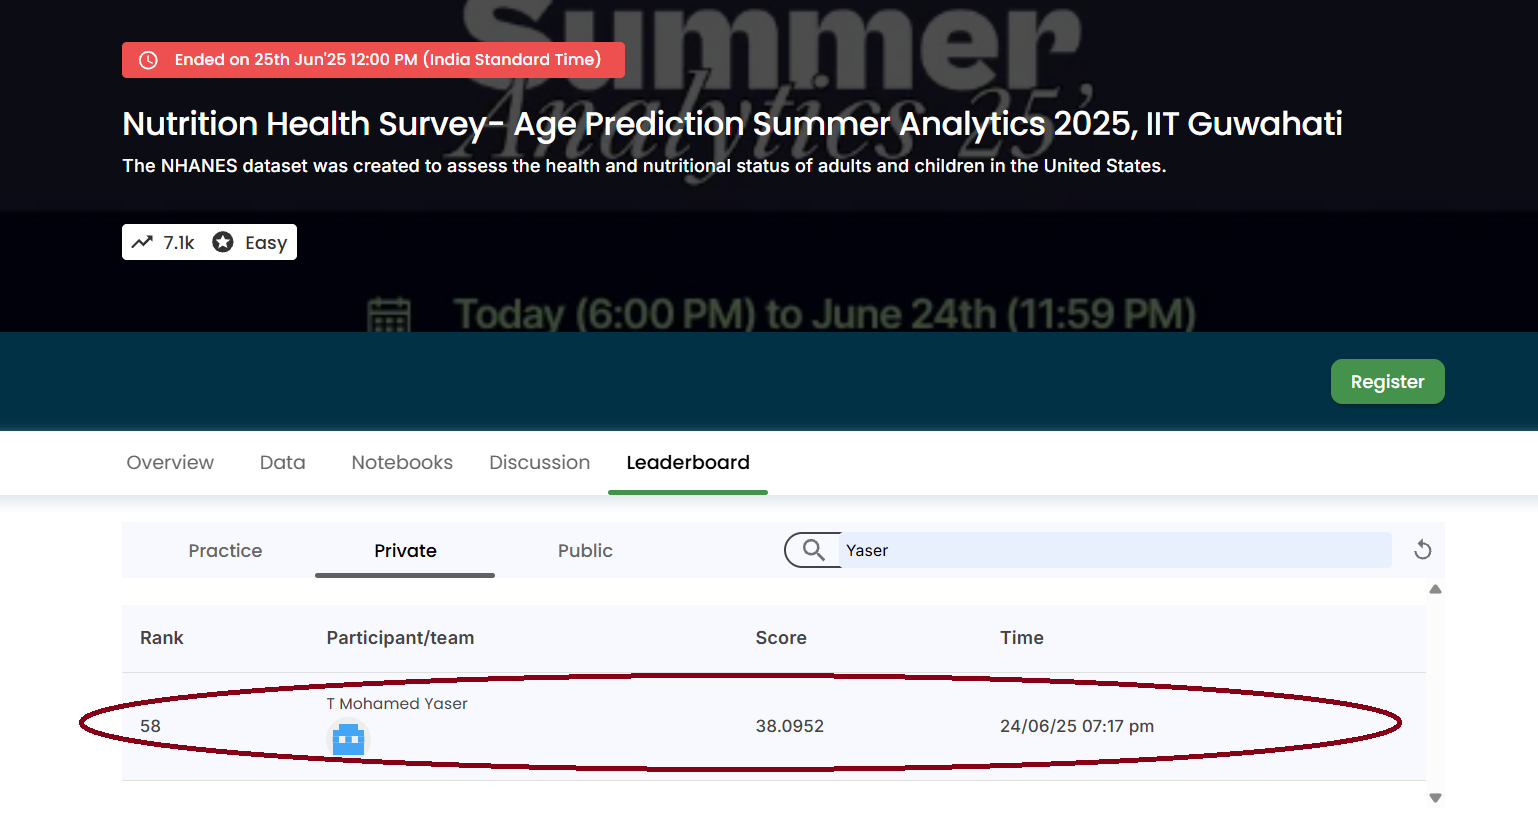 Summer
Analytics 25'
Ended on 25th Jun'25 12:00 PM (India Standard Time)
Nutrition Health Survey- Age Prediction Summer Analytics 2025, IIT Guwahati
The NHANES dataset was created to assess the health and nutritional status of adults and children in the United States.
7.1k Easy
Today (6:00 PM) to June 24th (11:59 PM)
Register
Overview Data Notebooks Discussion Leaderboard
Practice Private Public Yaser
Rank Participant/team Score Time
T Mohamed Yaser
58 38.0952 24/06/25 07:17 pm